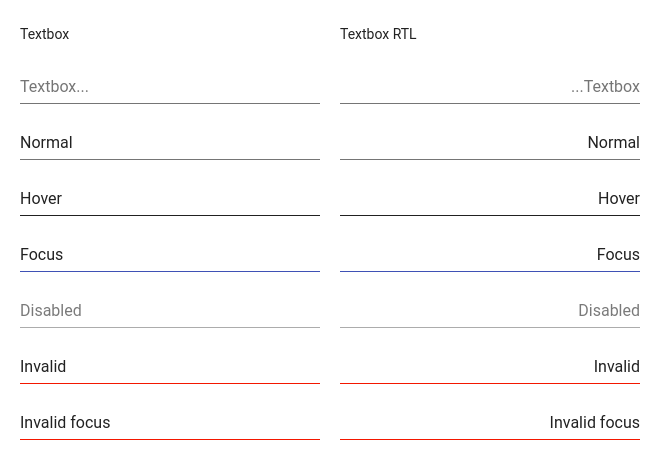 Textbox
Textbox RTL
Textbox...
...Textbox
Normal
Normal
Hover
Hover
Focus
Focus
Disabled
Disabled
Invalid
Invalid
Invalid focus
Invalid focus